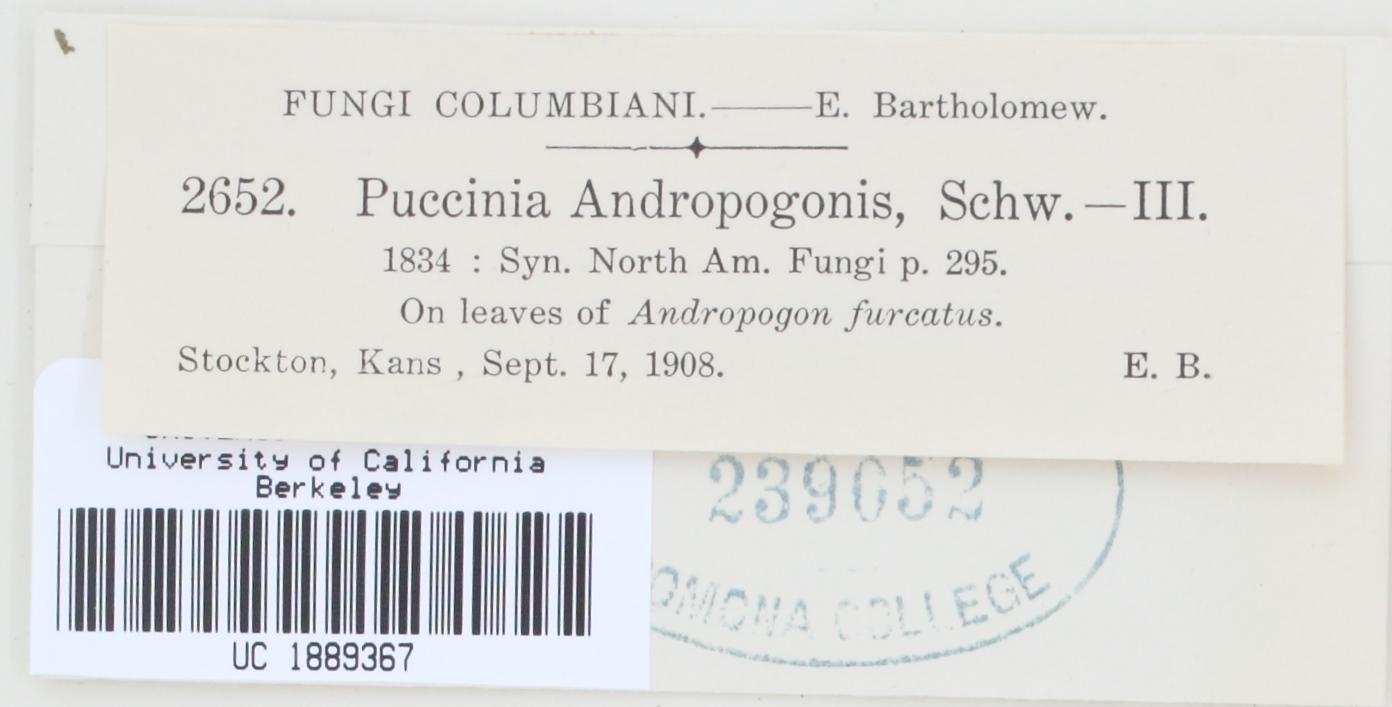 FUNGI COLUMBIANI.——E. Bartholomew.
2652. Puccinia Andropogonis, Schw.—III.
1834 : Syn. North Am. Fungi p. 295.
On leaves of Andropogon furcatus.
Stockton, Kans , Sept. 17, 1908. E. B.
University of California
Berkeley
UC 1889367
239052
OMONA COLLEGE